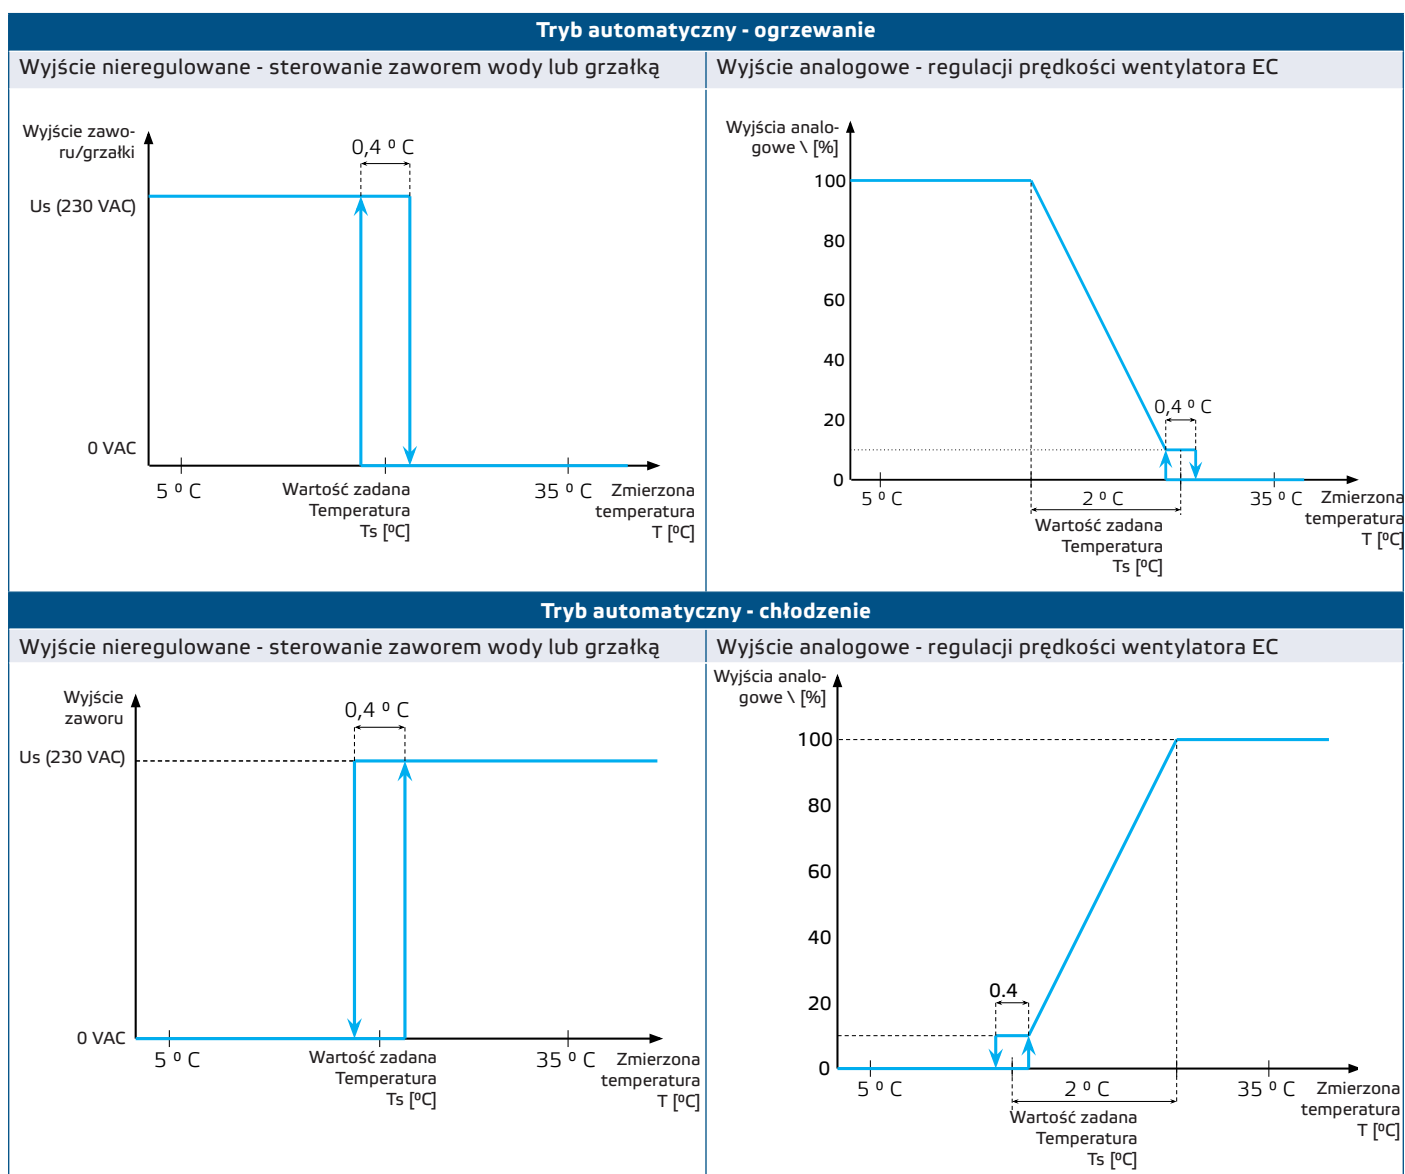 Tryb automatyczny - ogrzewanie
Wyjście nieregulowane - sterowanie zaworem wody lub grzałką
Wyjście analogowe - regulacji prędkości wentylatora EC
Wyjście zawo-
ru/grzałki
0,4 º C
Us (230 VAC)
0 VAC
5 º C
Wartość zadana
Temperatura
Ts [ºC]
35 º C
Zmierzona
temperatura
T [ºC]
Wyjścia analo-
gowe \ [%]
100
80
60
40
20
0
0,4 º C
5 º C
2 º C
35 º C
Wartość zadana
Temperatura
Ts [ºC]
Zmierzona
temperatura
T [ºC]
Tryb automatyczny - chłodzenie
Wyjście nieregulowane - sterowanie zaworem wody lub grzałką
Wyjście analogowe - regulacji prędkości wentylatora EC
Wyjście
zaworu
0,4 º C
Us (230 VAC)
0 VAC
5 º C
Wartość zadana
Temperatura
Ts [ºC]
35 º C
Zmierzona
temperatura
T [ºC]
Wyjścia analo-
gowe \ [%]
100
80
60
40
20
0
0.4
5 º C
2 º C
35 º C
Wartość zadana
Temperatura
Ts [ºC]
Zmierzona
temperatura
T [ºC]